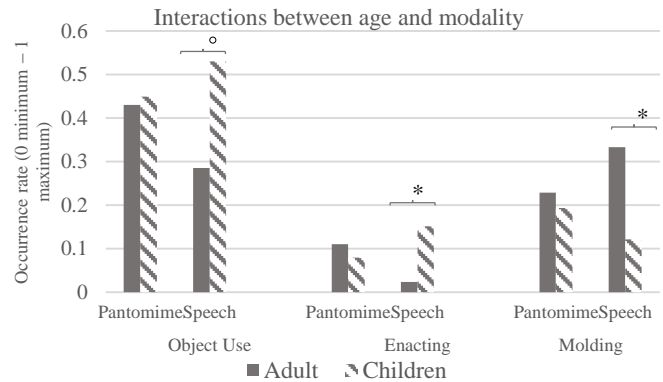 Interactions between age and modality
Occurrence rate (0 minimum – 1
maximum)
0.6
0.5
0.4
0.3
0.2
0.1
0
°
*
*
PantomimeSpeech PantomimeSpeech PantomimeSpeech
Object Use Enacting Molding
Adult Children